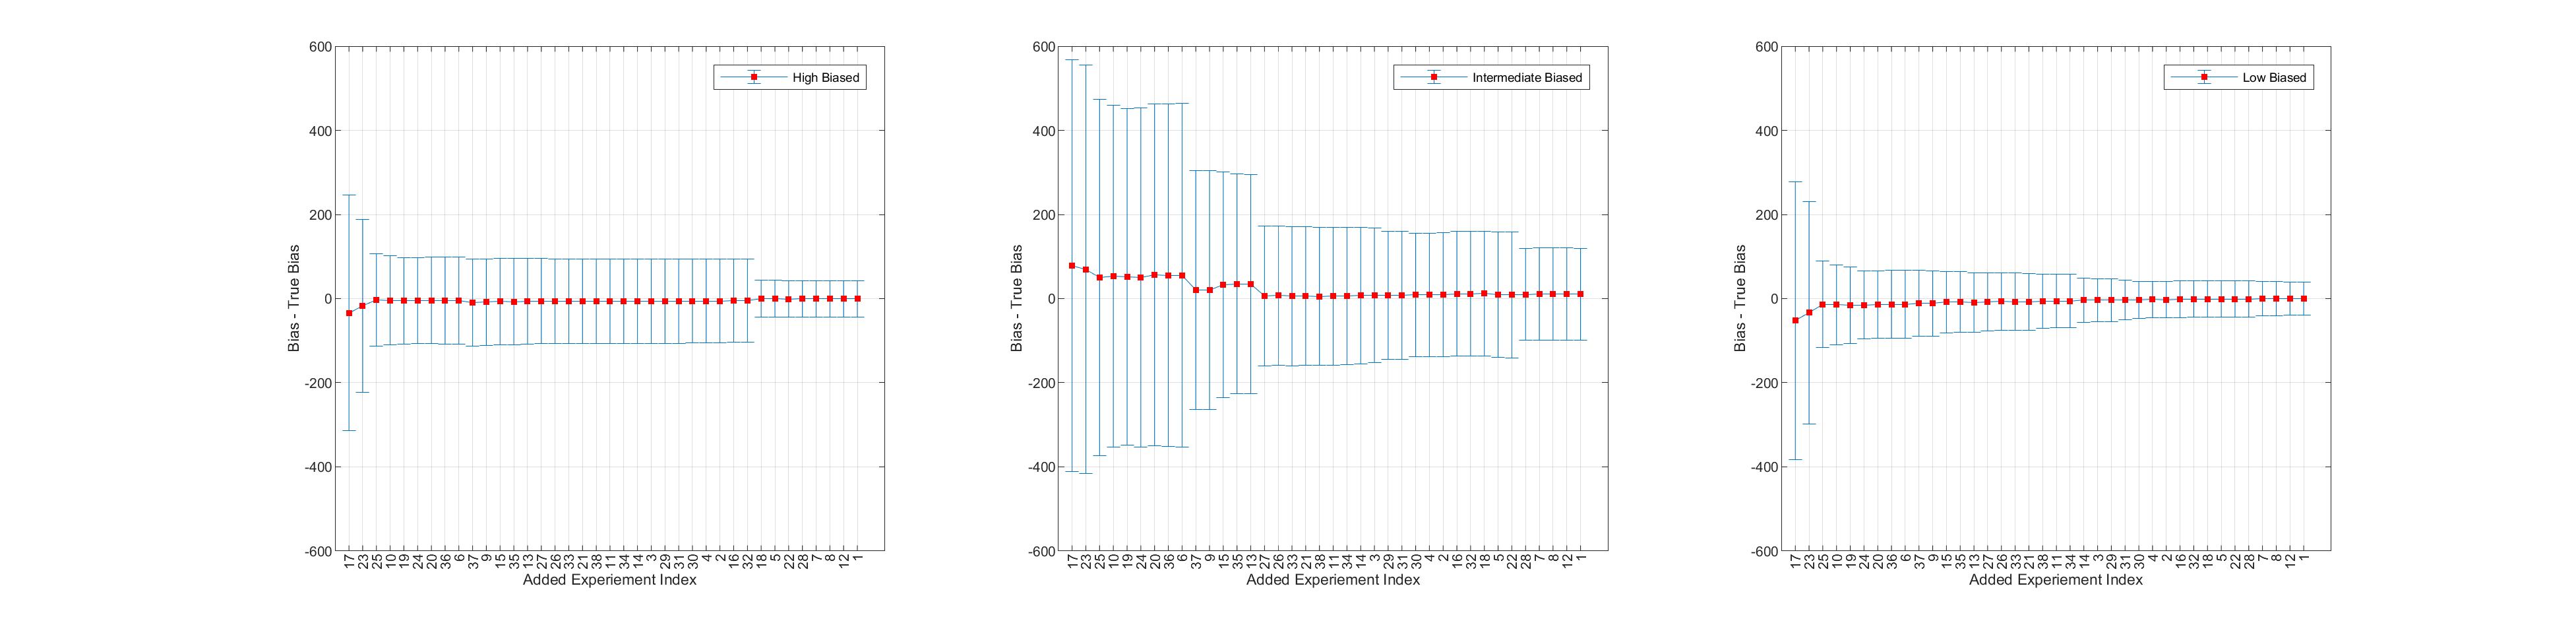 600
400
200
0
-200
-400
-600
Bias - True Bias
High Biased
17 23 25 10 19 24 20 36 6 37 9 15 35 13 27 26 33 21 38 11 34 14 3 29 31 30 4 2 16 32 18 5 22 28 7 8 12 1
Added Experiement Index
600
400
200
0
-200
-400
-600
Bias - True Bias
Intermediate Biased
17 23 25 10 19 24 20 36 6 37 9 15 35 13 27 26 33 21 38 11 34 14 3 29 31 30 4 2 16 32 18 5 22 28 7 8 12 1
Added Experiement Index
600
400
200
0
-200
-400
-600
Bias - True Bias
Low Biased
17 23 25 10 19 24 20 36 6 37 9 15 35 13 27 26 33 21 38 11 34 14 3 29 31 30 4 2 16 32 18 5 22 28 7 8 12 1
Added Experiement Index